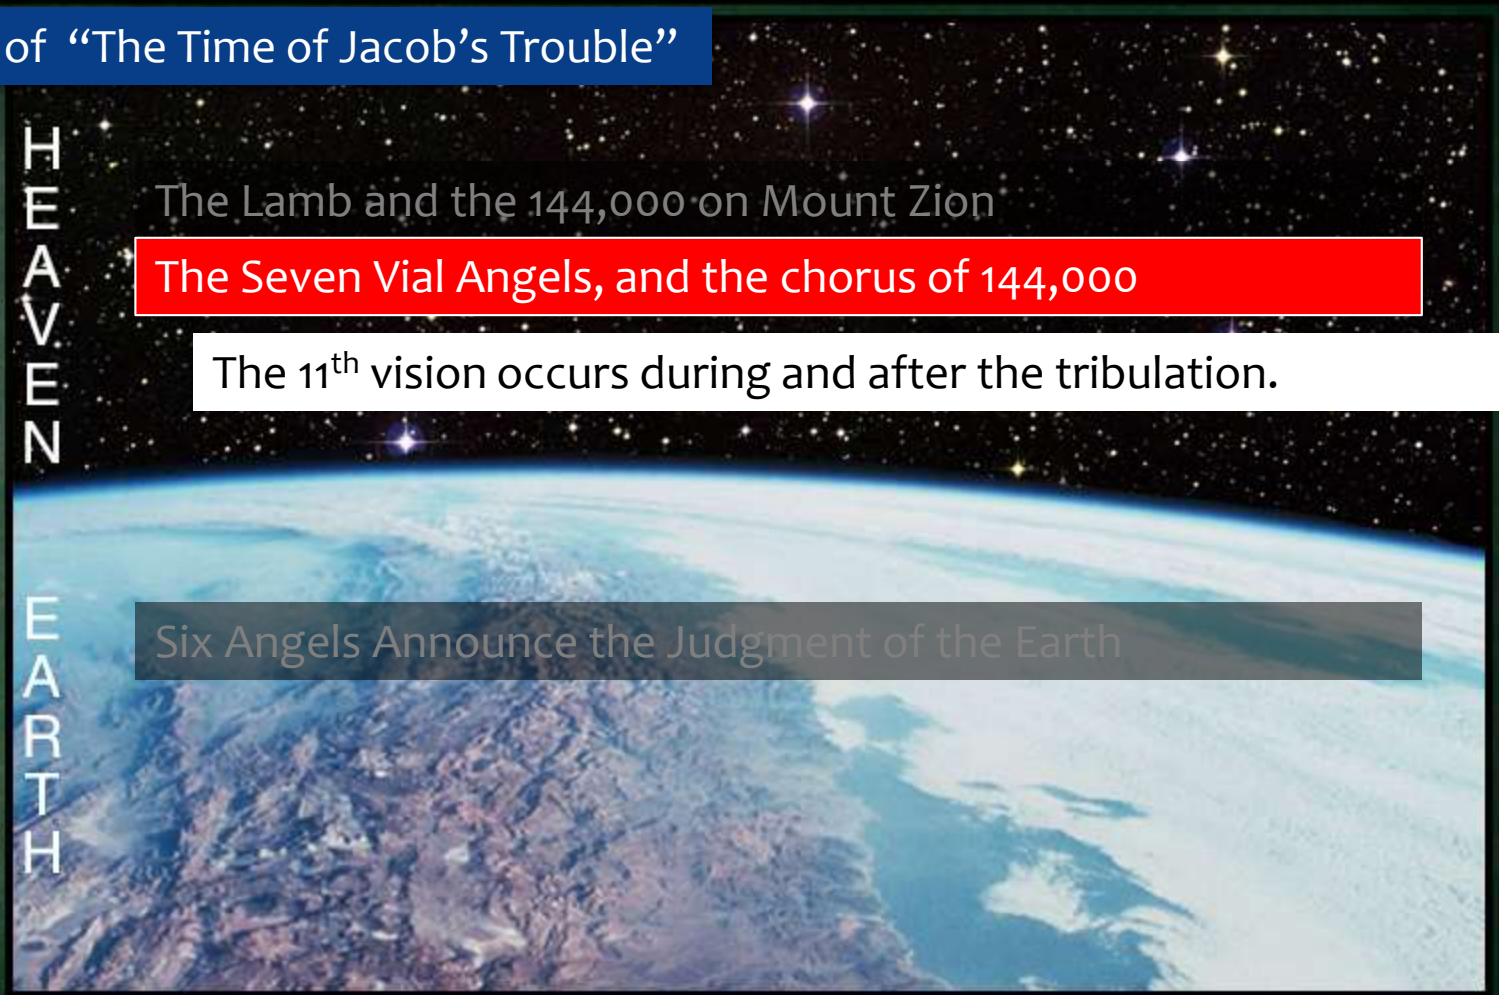 of “The Time of Jacob’s Trouble”
HEAVEN
The Lamb and the 144,000 on Mount Zion
The Seven Vial Angels, and the chorus of 144,000
The 11th vision occurs during and after the tribulation.
EARTH
Six Angels Announce the Judgment of the Earth